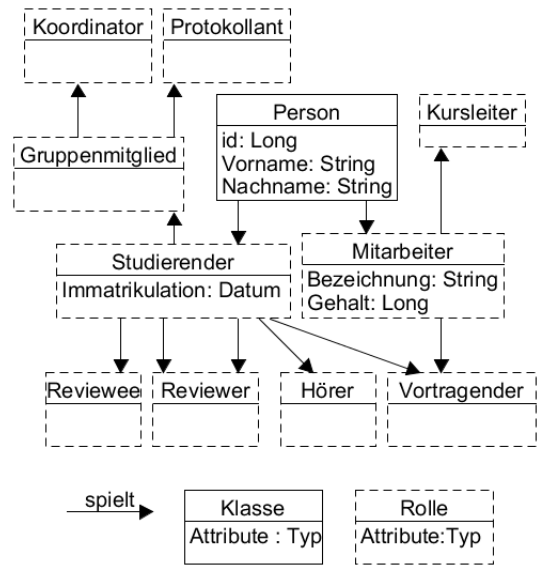 Koordinator
Protokollant
Person
id: Long
Vorname: String
Nachname: String
Kursleiter
Gruppenmitglied
Studierender
Immatrikulation: Datum
Mitarbeiter
Bezeichnung: String
Gehalt: Long
Reviewee
Reviewer
Hörer
Vortragender
spielt
Klasse
Attribute : Typ
Rolle
Attribute:Typ